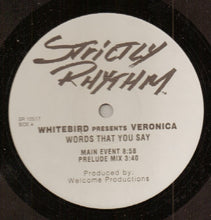 STRICTLY
RHYTHM.
SR 12517
SIDE A
WHITEBIRD PRESENTS VERONICA
WORDS THAT YOU SAY
MAIN EVENT 8:58
PRELUDE MIX 3:40
Produced by:
Welcome Productions